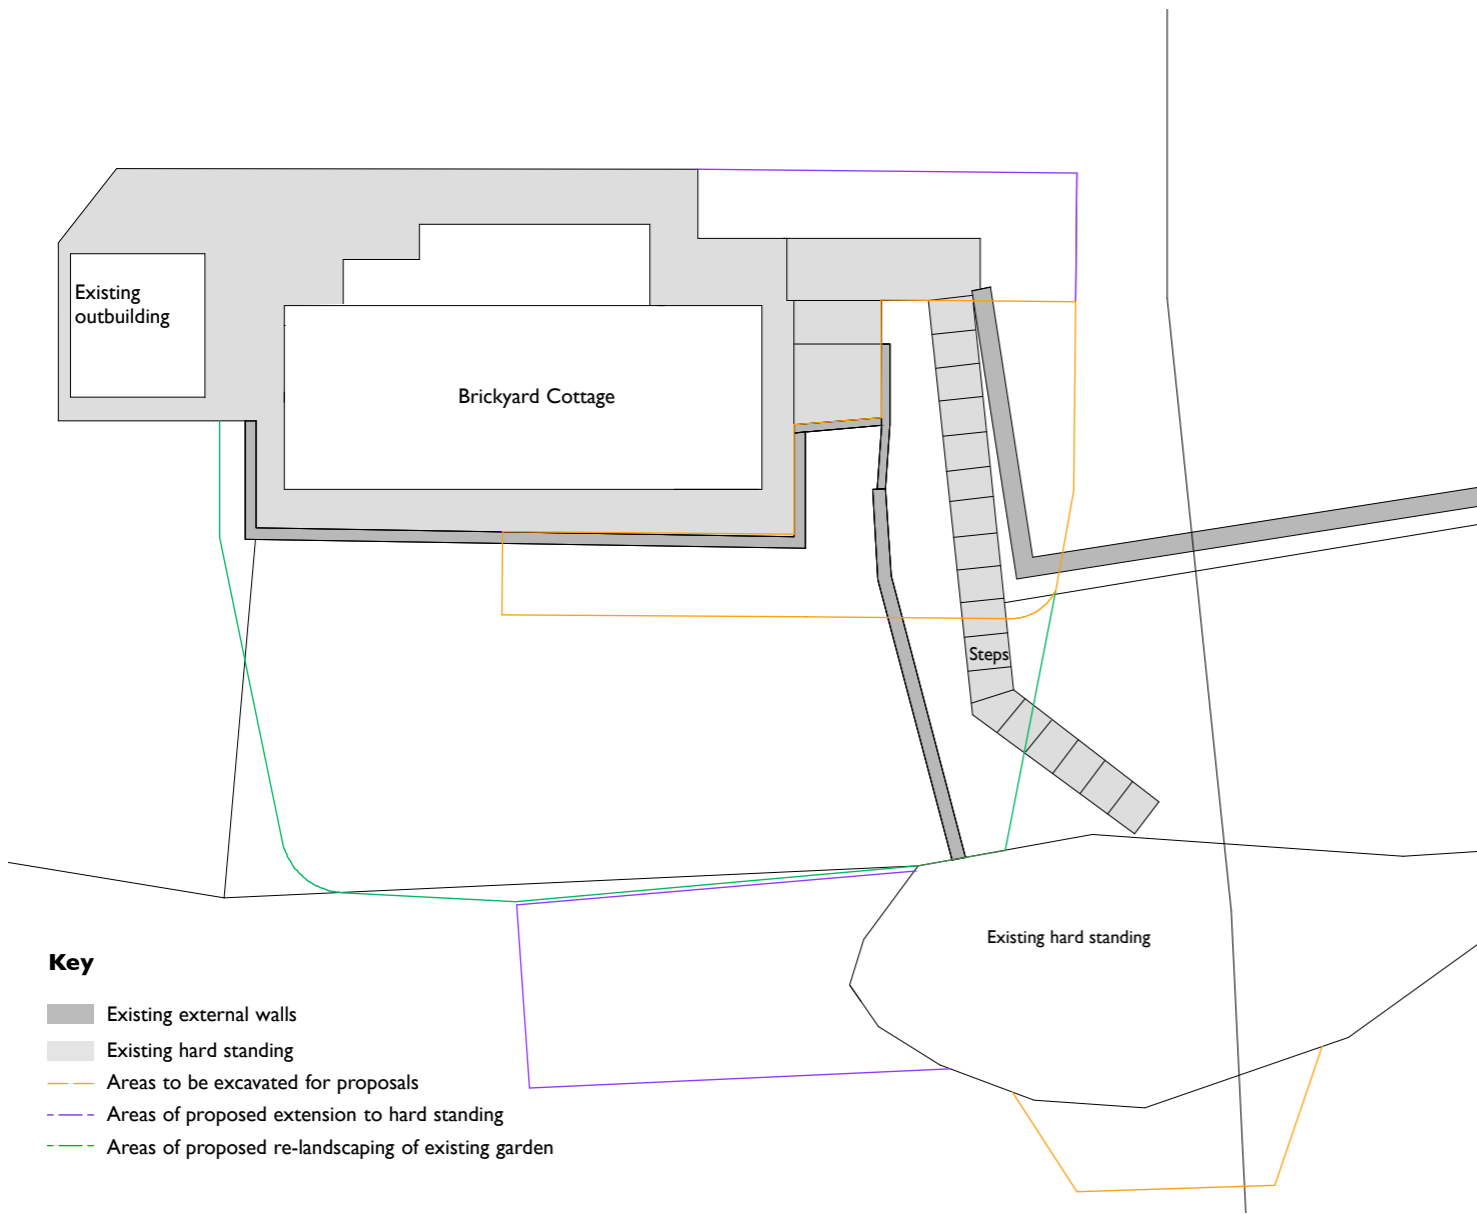 Existing
outbuilding
Brickyard Cottage
Steps
Existing hard standing
Key
Existing external walls
Existing hard standing
Areas to be excavated for proposals
Areas of proposed extension to hard standing
Areas of proposed re-landscaping of existing garden